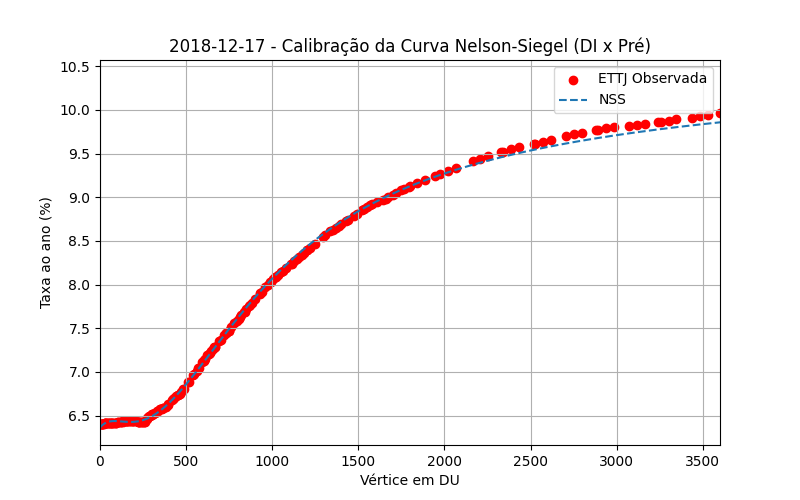 2018-12-17 - Calibração da Curva Nelson-Siegel (DI x Pré)
ETTJ Observada
NSS
Taxa ao ano (%)
10.5
10.0
9.5
9.0
8.5
8.0
7.5
7.0
6.5
0 500 1000 1500 2000 2500 3000 3500
Vértice em DU